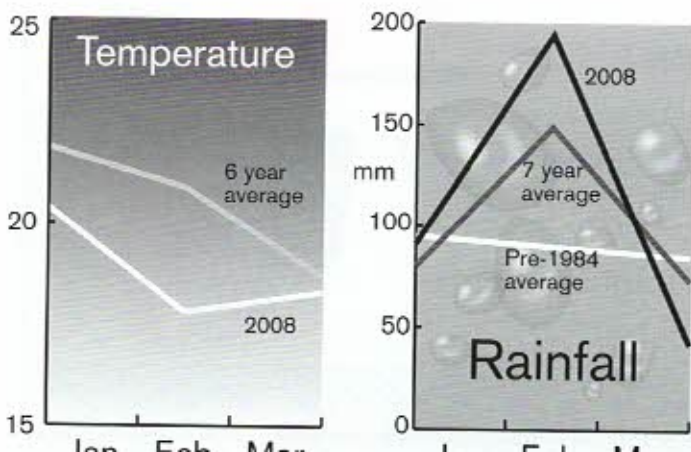 25
Temperature
6 year
average
20
2008
15
Jan Feb Mar
200
2008
150
mm
7 year
average
100
Pre-1984
average
50
Rainfall
0